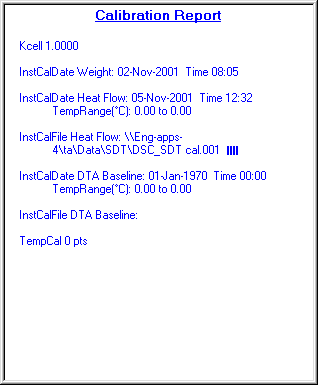 Calibration Report
Kcell 1.0000
InstCalDate Weight: 02-Nov-2001 Time 08:05
InstCalDate Heat Flow: 05-Nov-2001 Time 12:32
TempRange(°C): 0.00 to 0.00
InstCalFile Heat Flow: \\Eng-apps-
4\ta\Data\SDT\DSC_SDT cal.001
InstCalDate DTA Baseline: 01-Jan-1970 Time 00:00
TempRange(°C): 0.00 to 0.00
InstCalFile DTA Baseline:
TempCal 0 pts